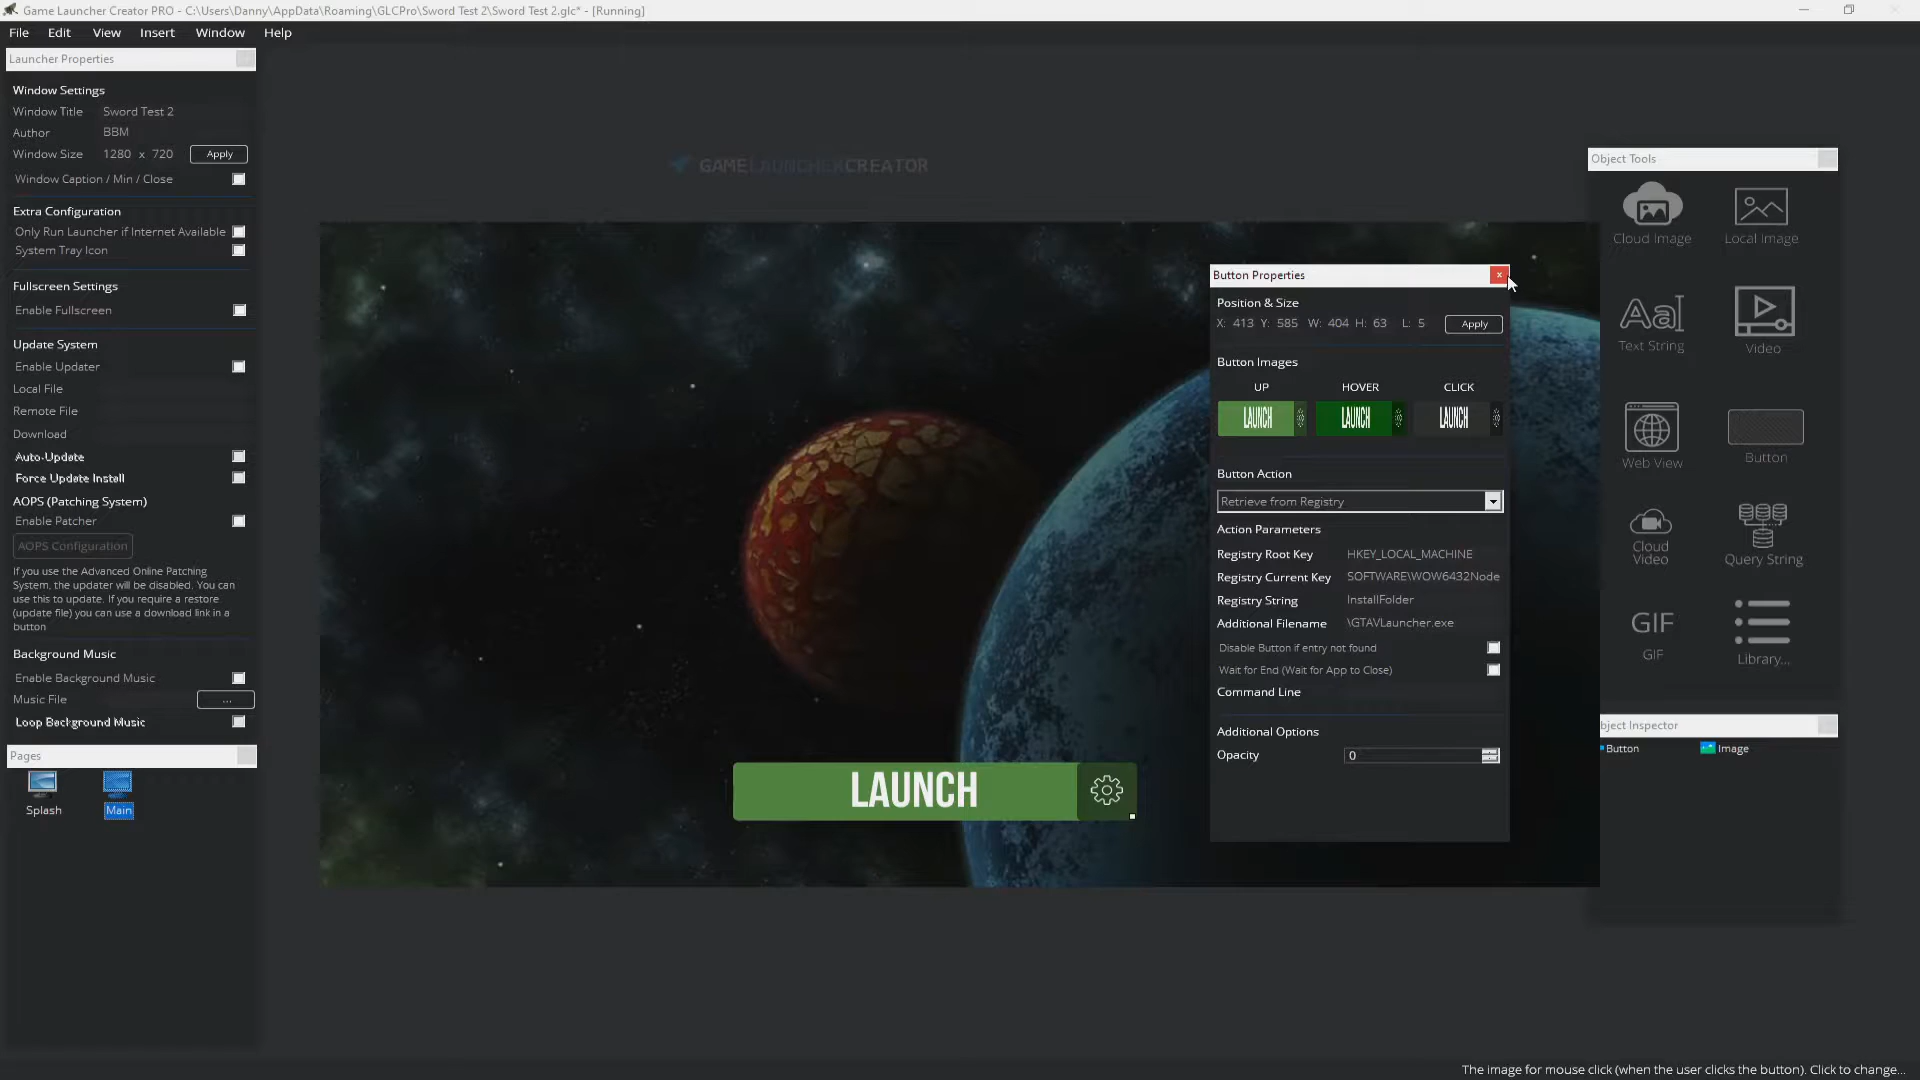 Game Launcher Creator PRO - C:\Users\Danny\AppData\Roaming\GLCPro\Sword Test 2\Sword Test 2.glc* - [Running]
File Edit View Insert Window Help
Launcher Properties
Window Settings
Window Title Sword Test 2
Author BBM
Window Size 1280 x 720 Apply
Window Caption / Min / Close
Extra Configuration
Only Run Launcher if Internet Available
System Tray Icon
Fullscreen Settings
Enable Fullscreen
Update System
Enable Updater
Local File
Remote File
Download
Auto-Update
Force Update Install
AOPS (Patching System)
Enable Patcher
AOPS Configuration
If you use the Advanced Online Patching
System, the updater will be disabled. You can
use this to update. If you require a restore
(update file) you can use a download link in a
button
Background Music
Enable Background Music
Music File ...
Loop Background Music
Pages
Splash Main
GAMELAUNCHERCREATOR
LAUNCH
Button Properties
Position & Size
X: 413 Y: 585 W: 404 H: 63 L: 5 Apply
Button Images
UP HOVER CLICK
LAUNCH LAUNCH LAUNCH
Button Action
Retrieve from Registry
Action Parameters
Registry Root Key HKEY_LOCAL_MACHINE
Registry Current Key SOFTWARE\WOW6432Node
Registry String InstallFolder
Additional Filename \GTAVLauncher.exe
Disable Button if entry not found
Wait for End (Wait for App to Close)
Command Line
Additional Options
Opacity 0
Object Tools
Cloud Image Local Image
Aa
Text String Video
Web View Button
Cloud
Video Query String
GIF
GIF Library...
bject Inspector
Button Image
The image for mouse click (when the user clicks the button). Click to change...